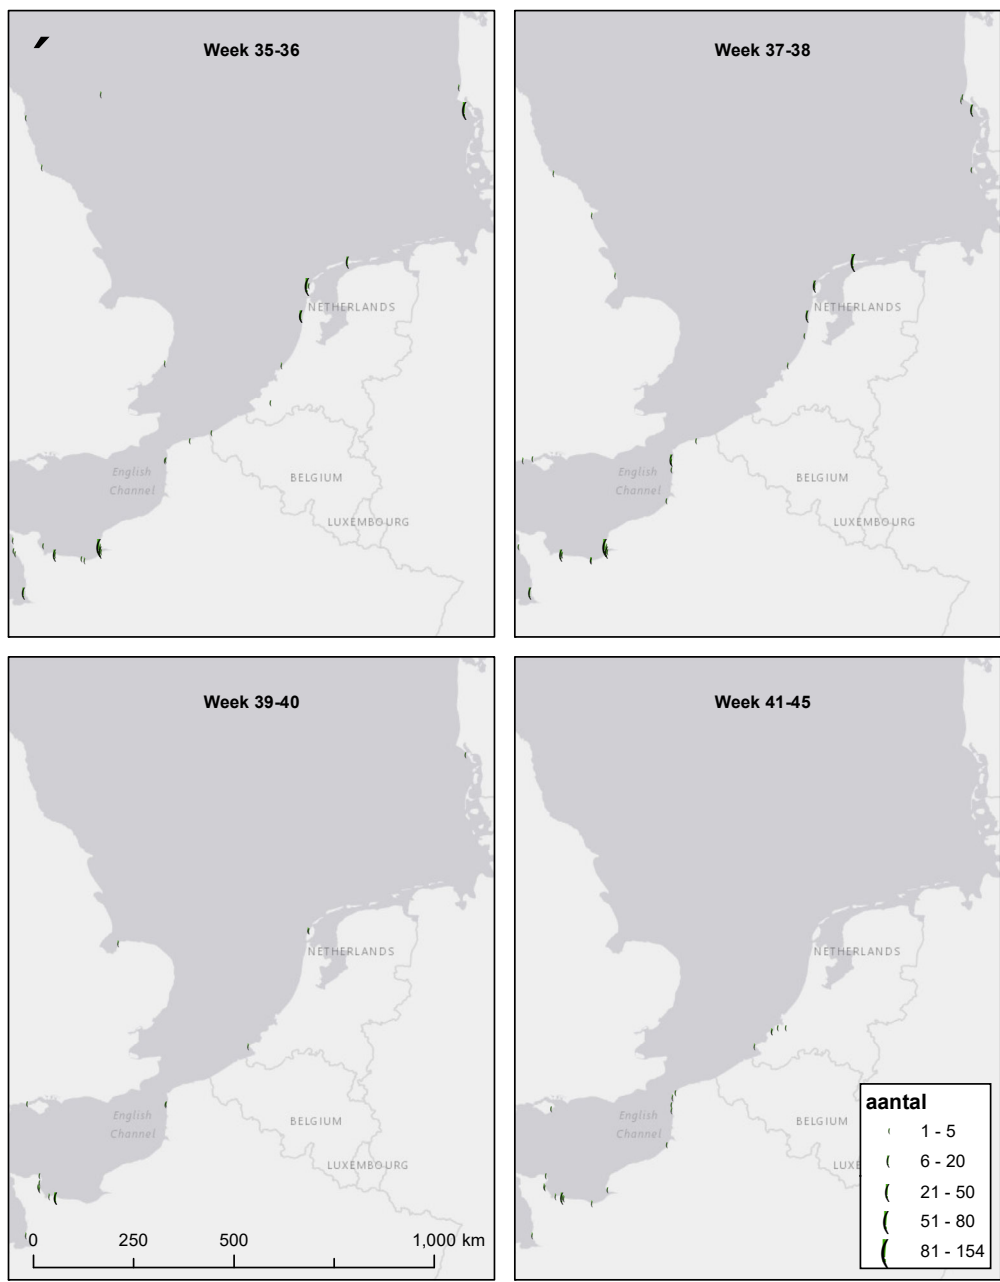 Week 35-36
NETHERLANDS
English
Channel
BELGIUM
LUXEMBOURG
Week 37-38
NETHERLANDS
English
Channel
BELGIUM
LUXEMBOURG
Week 39-40
NETHERLANDS
English
Channel
BELGIUM
LUXEMBOURG
0 250 500 1,000 km
Week 41-45
NETHERLANDS
English
Channel
BELGIUM
LUXE
aantal
1 - 5
6 - 20
21 - 50
51 - 80
81 - 154